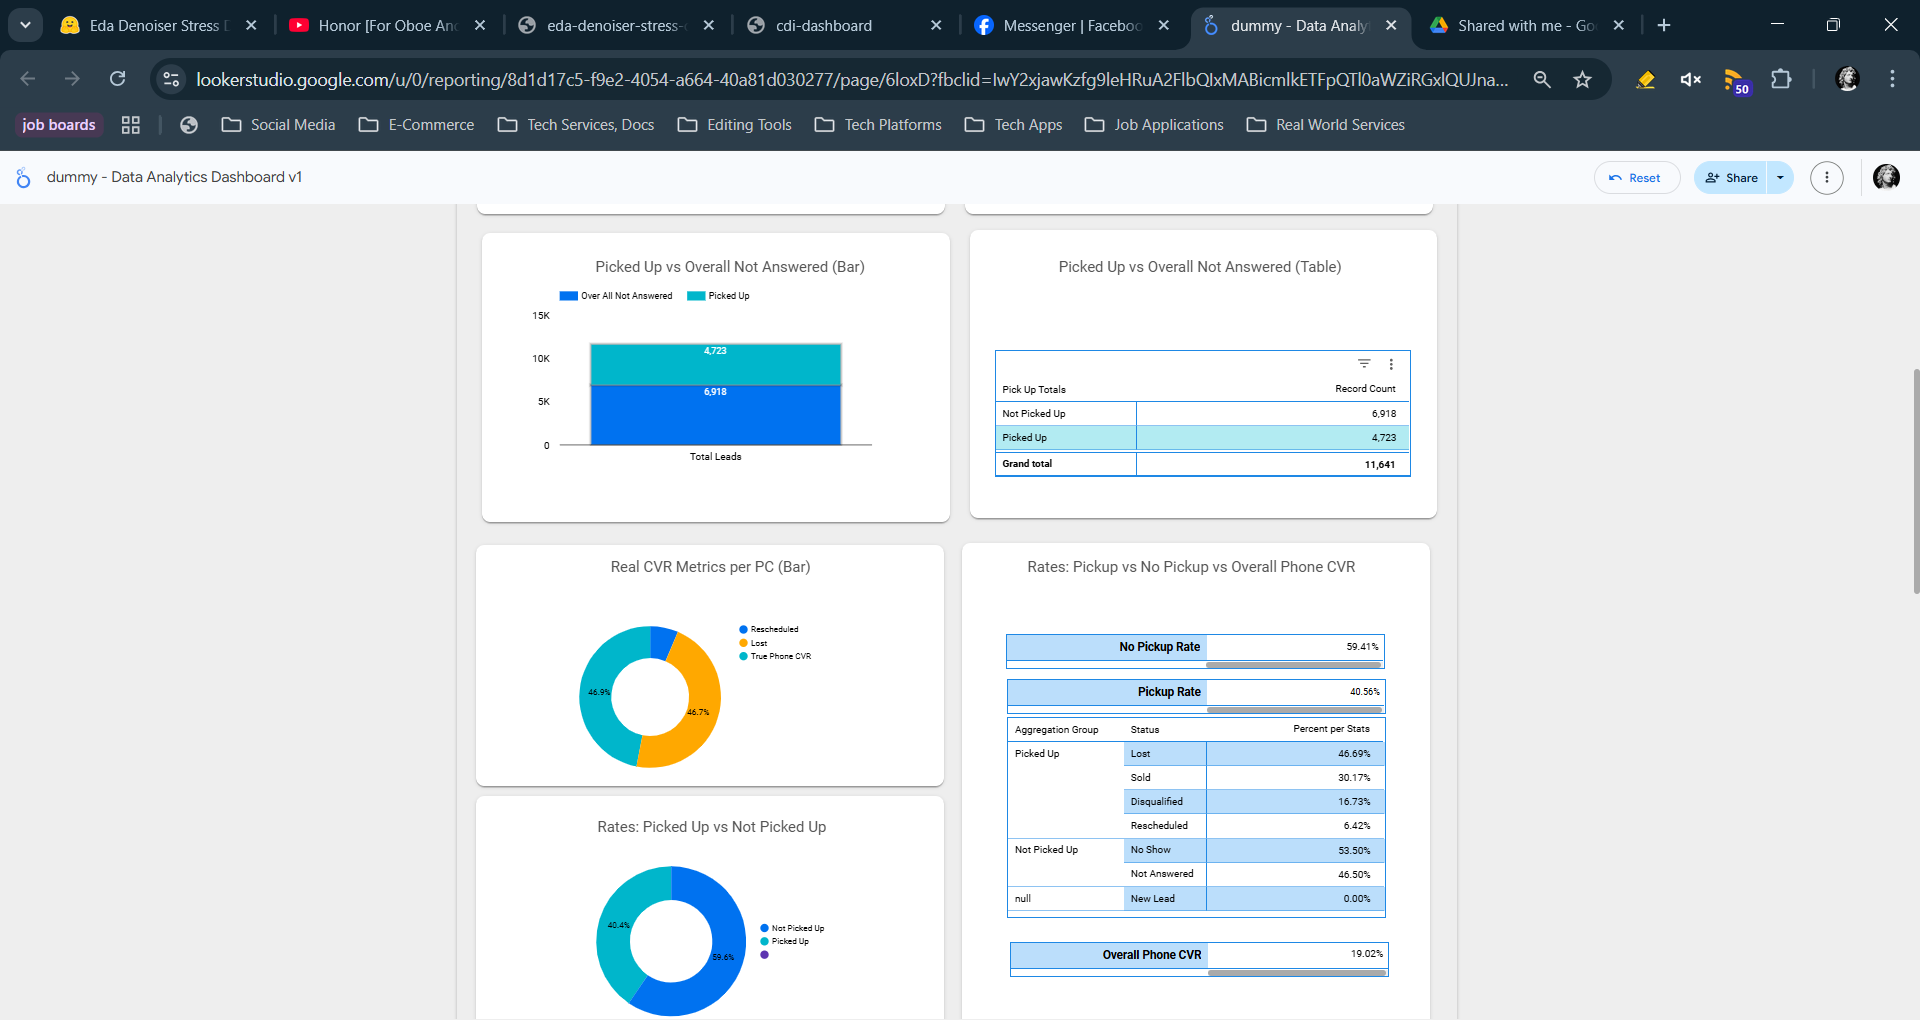 Eda Denoiser Stress D
Honor [For Oboe And
eda-denoiser-stress-d
cdi-dashboard
Messenger | Faceboo
dummy - Data Analyt
Shared with me - Go
lookerstudio.google.com/u/0/reporting/8d1d17c5-f9e2-4054-a664-40a81d030277/page/6loxD?fbclid=IwY2xjawKzfg9leHRuA2FlbQIxMABicmlkETFpQTl0aWZiRGxlQUJna...
50
job boards
Social Media
E-Commerce
Tech Services, Docs
Editing Tools
Tech Platforms
Tech Apps
Job Applications
Real World Services
dummy - Data Analytics Dashboard v1
Reset
Share
Picked Up vs Overall Not Answered (Bar)
Over All Not Answered
Picked Up
15K
10K
5K
0
4,723
6,918
Total Leads
Picked Up vs Overall Not Answered (Table)
Pick Up Totals Record Count
Not Picked Up 6,918
Picked Up 4,723
Grand total 11,641
Real CVR Metrics per PC (Bar)
Rescheduled
Lost
True Phone CVR
46.9%
46.7%
Rates: Pickup vs No Pickup vs Overall Phone CVR
No Pickup Rate 59.41%
Pickup Rate 40.56%
Aggregation Group Status Percent per Stats
Picked Up Lost 46.69%
Sold 30.17%
Disqualified 16.73%
Rescheduled 6.42%
Not Picked Up No Show 53.50%
Not Answered 46.50%
null New Lead 0.00%
Overall Phone CVR 19.02%
Rates: Picked Up vs Not Picked Up
40.4%
59.6%
Not Picked Up
Picked Up